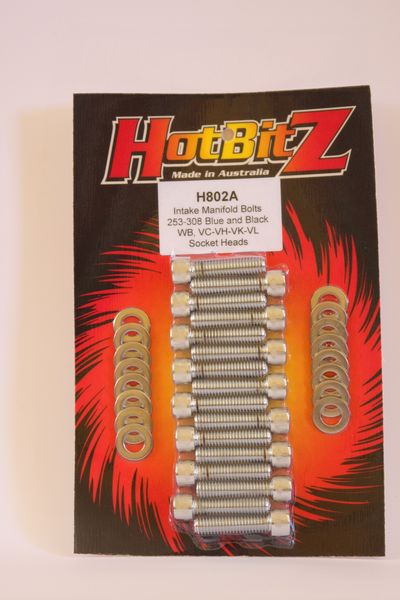 HotBitZ
Made in Australia
H802A
Intake Manifold Bolts
253-308 Blue and Black
WB, VC-VH-VK-VL
Socket Heads